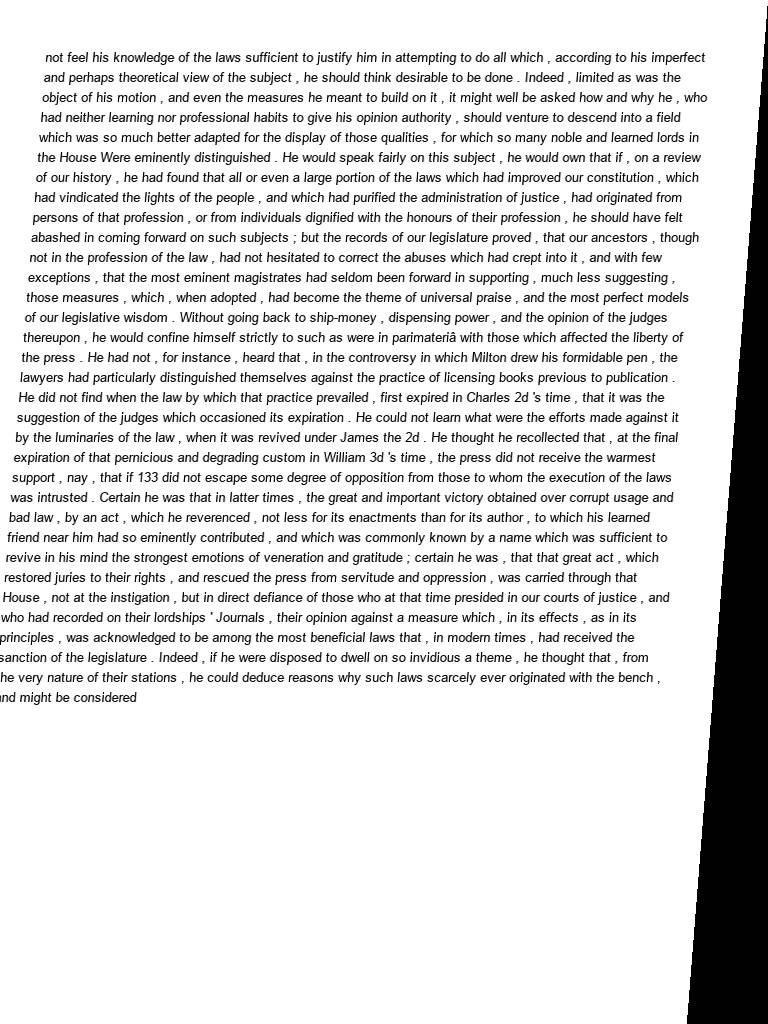 not feel his knowledge of the laws sufficient to justify him in attempting to do all which , according to his imperfect
and perhaps theoretical view of the subject , he should think desirable to be done . Indeed , limited as was the
object of his motion , and even the measures he meant to build on it , it might well be asked how and why he , who
had neither learning nor professional habits to give his opinion authority , should venture to descend into a field
which was so much better adapted for the display of those qualities , for which so many noble and learned lords in
the House Were eminently distinguished . He would speak fairly on this subject , he would own that if , on a review
of our history , he had found that all or even a large portion of the laws which had improved our constitution , which
had vindicated the lights of the people , and which had purified the administration of justice , had originated from
persons of that profession , or from individuals dignified with the honours of their profession , he should have felt
abashed in coming forward on such subjects ; but the records of our legislature proved , that our ancestors , though
not in the profession of the law , had not hesitated to correct the abuses which had crept into it , and with few
exceptions , that the most eminent magistrates had seldom been forward in supporting , much less suggesting ,
those measures , which , when adopted , had become the theme of universal praise , and the most perfect models
of our legislative wisdom . Without going back to ship-money , dispensing power , and the opinion of the judges
thereupon , he would confine himself strictly to such as were in parimateriâ with those which affected the liberty of
the press . He had not , for instance , heard that , in the controversy in which Milton drew his formidable pen , the
lawyers had particularly distinguished themselves against the practice of licensing books previous to publication .
He did not find when the law by which that practice prevailed , first expired in Charles 2d 's time , that it was the
suggestion of the judges which occasioned its expiration . He could not learn what were the efforts made against it
by the luminaries of the law , when it was revived under James the 2d . He thought he recollected that , at the final
expiration of that pernicious and degrading custom in William 3d 's time , the press did not receive the warmest
support , nay , that if 133 did not escape some degree of opposition from those to whom the execution of the laws
was intrusted . Certain he was that in latter times , the great and important victory obtained over corrupt usage and
bad law , by an act , which he reverenced , not less for its enactments than for its author , to which his learned
friend near him had so eminently contributed , and which was commonly known by a name which was sufficient to
revive in his mind the strongest emotions of veneration and gratitude ; certain he was , that that great act , which
restored juries to their rights , and rescued the press from servitude and oppression , was carried through that
House , not at the instigation , but in direct defiance of those who at that time presided in our courts of justice , and
who had recorded on their lordships ' Journals , their opinion against a measure which , in its effects , as in its
principles , was acknowledged to be among the most beneficial laws that , in modern times , had received the
sanction of the legislature . Indeed , if he were disposed to dwell on so invidious a theme , he thought that , from
he very nature of their stations , he could deduce reasons why such laws scarcely ever originated with the bench ,
nd might be considered